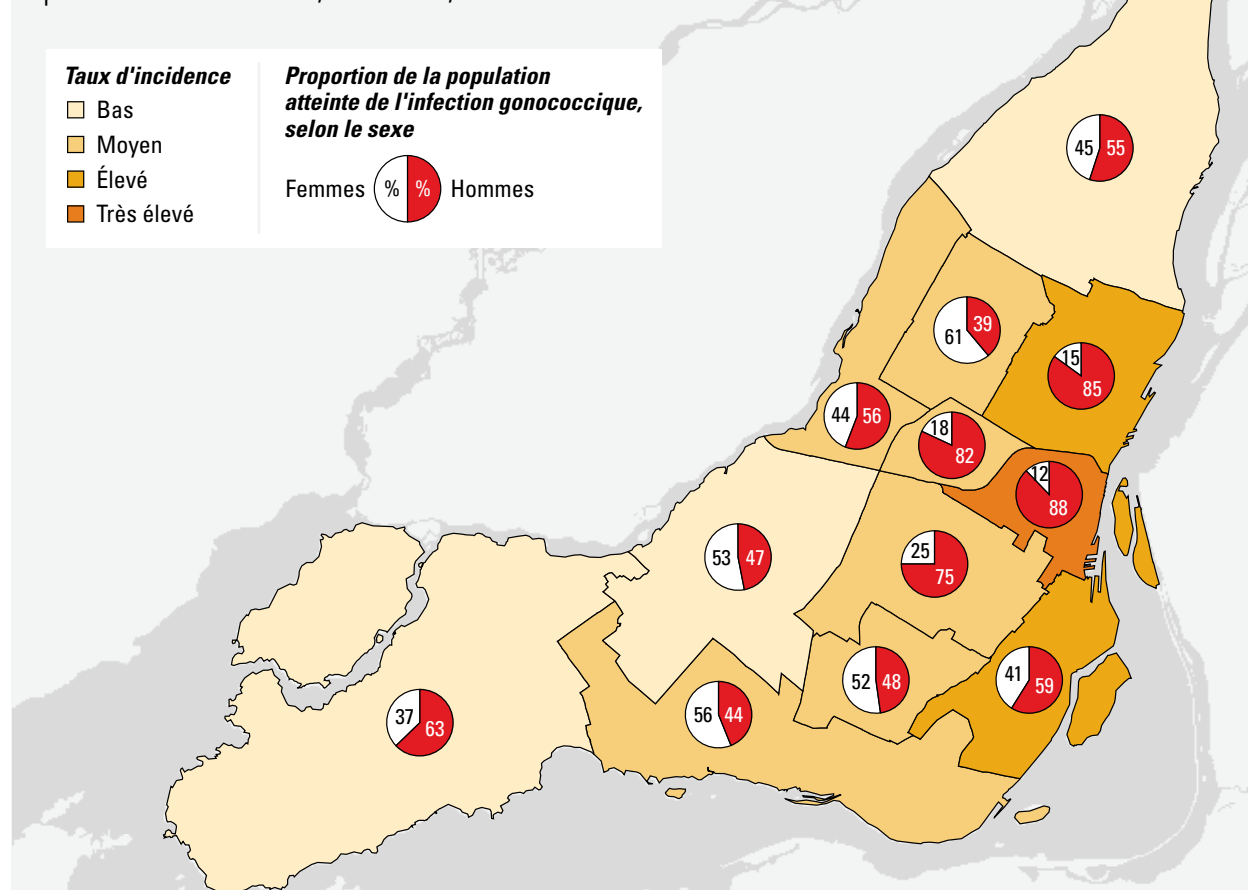 Taux d'incidence
Bas
Moyen
Élevé
Très élevé
Proportion de la population
atteinte de l'infection gonococcique,
selon le sexe
Femmes % % Hommes
45 55
61 39
15 85
44 56
18 82
12 88
53 47
25 75
41 59
52 48
56 44
37 63